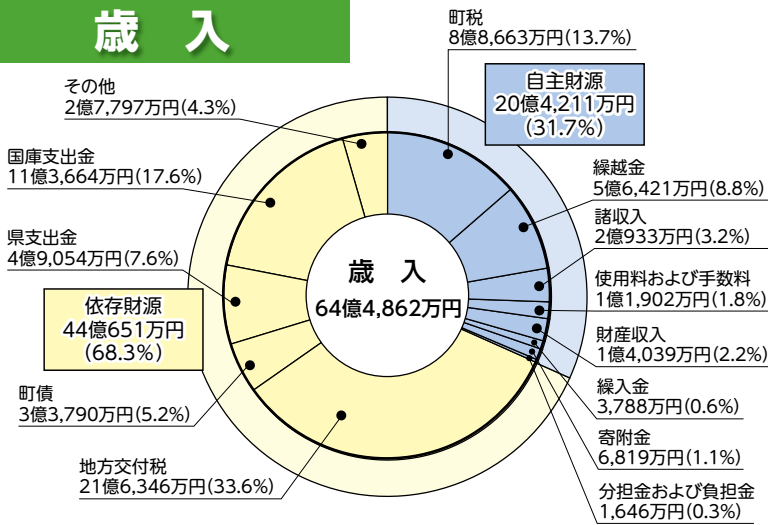 歳 入
町税
8億8,663万円(13.7%)
自主財源
20億4,211万円
(31.7%)
その他
2億7,797万円(4.3%)
国庫支出金
11億3,664万円(17.6%)
繰越金
5億6,421万円(8.8%)
諸収入
2億933万円(3.2%)
県支出金
4億9,054万円(7.6%)
歳 入
64億4,862万円
使用料および手数料
1億1,902万円(1.8%)
依存財源
44億651万円
(68.3%)
財産収入
1億4,039万円(2.2%)
町債
3億3,790万円(5.2%)
繰入金
3,788万円(0.6%)
寄附金
6,819万円(1.1%)
地方交付税
21億6,346万円(33.6%)
分担金および負担金
1,646万円(0.3%)